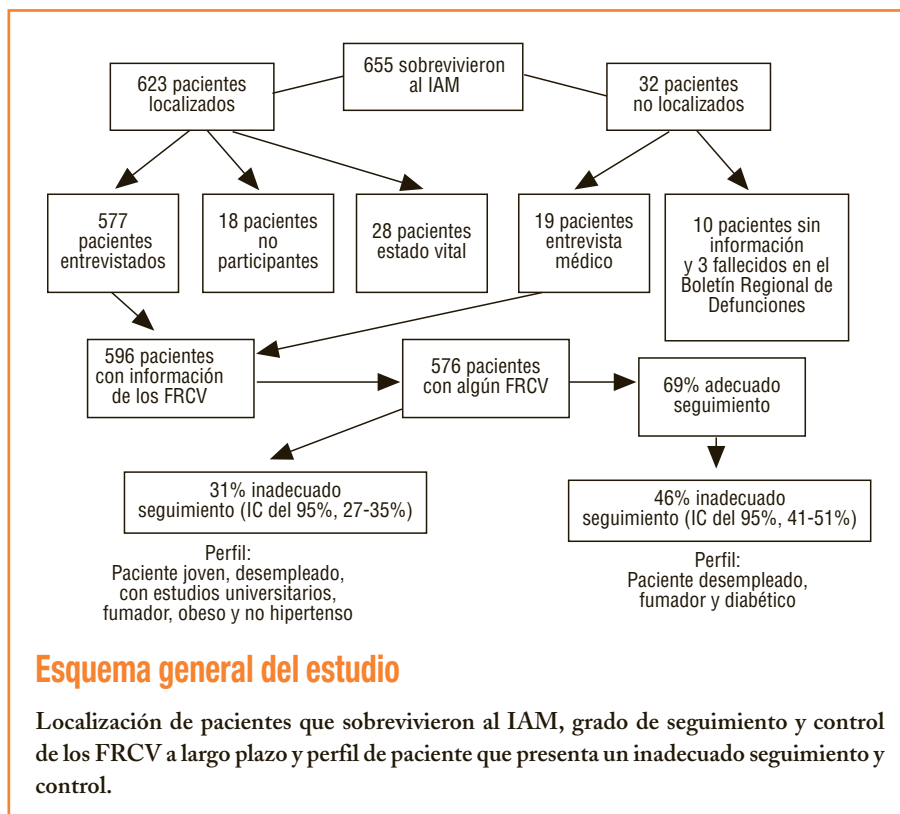 655 sobrevivieron
al IAM
623 pacientes
localizados
32 pacientes
no localizados
577
pacientes
entrevistados
18 pacientes
no
participantes
28 pacientes
estado vital
19 pacientes
entrevista
médico
10 pacientes sin
información
y 3 fallecidos en el
Boletín Regional de
Defunciones
596 pacientes
con información
de los FRCV
576 pacientes
con algún FRCV
69% adecuado
seguimiento
31% inadecuado
seguimiento (IC del 95%, 27-35%)
46% inadecuado
seguimiento (IC del 95%, 41-51%)
Perfil:
Paciente joven, desempleado,
con estudios universitarios,
fumador, obeso y no hipertenso
Perfil:
Paciente desempleado,
fumador y diabético
Esquema general del estudio
Localización de pacientes que sobrevivieron al IAM, grado de seguimiento y control
de los FRCV a largo plazo y perfil de paciente que presenta un inadecuado seguimiento y
control.